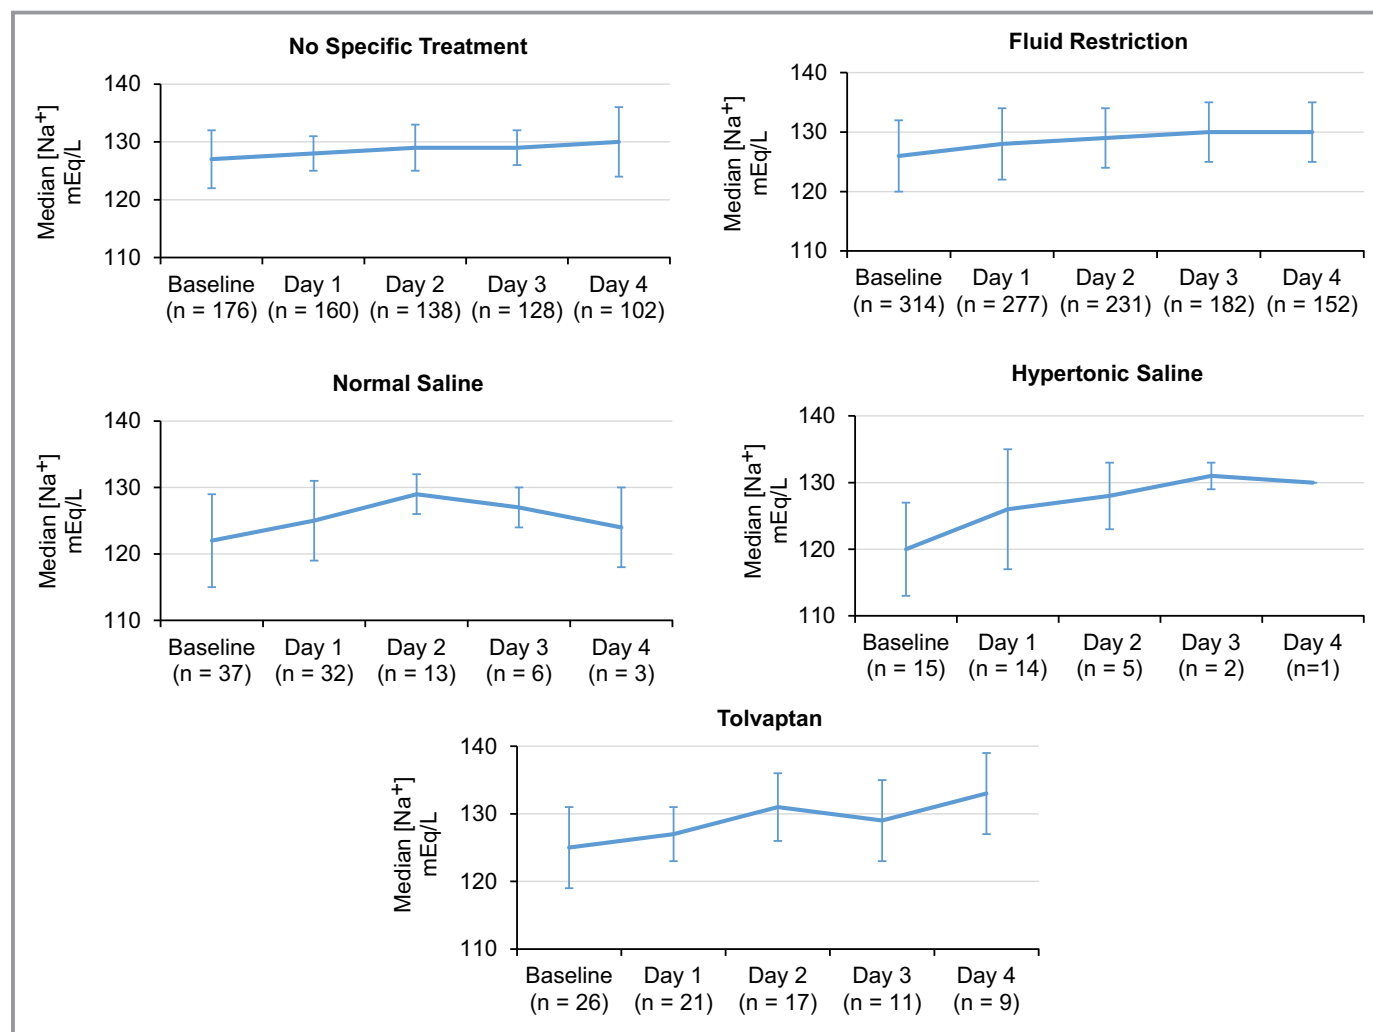 No Specific Treatment
Median [Na+]
mEq/L
140
130
120
110
Baseline Day 1 Day 2 Day 3 Day 4
(n = 176) (n = 160) (n = 138) (n = 128) (n = 102)
Fluid Restriction
Median [Na+]
mEq/L
140
130
120
110
Baseline Day 1 Day 2 Day 3 Day 4
(n = 314) (n = 277) (n = 231) (n = 182) (n = 152)
Normal Saline
Median [Na+]
mEq/L
140
130
120
110
Baseline Day 1 Day 2 Day 3 Day 4
(n = 37) (n = 32) (n = 13) (n = 6) (n = 3)
Hypertonic Saline
Median [Na+]
mEq/L
140
130
120
110
Baseline Day 1 Day 2 Day 3 Day 4
(n = 15) (n = 14) (n = 5) (n = 2) (n=1)
Tolvaptan
Median [Na+]
mEq/L
140
130
120
110
Baseline Day 1 Day 2 Day 3 Day 4
(n = 26) (n = 21) (n = 17) (n = 11) (n = 9)